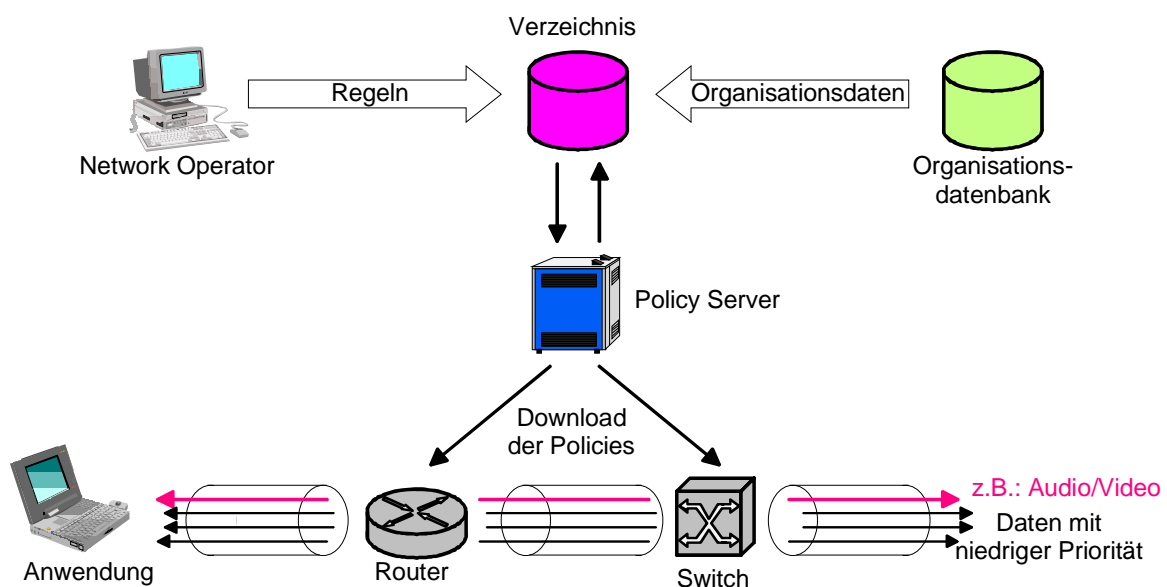 Verzeichnis
Regeln
Organisationsdaten
Network Operator
Organisations-
datenbank
Policy Server
Download
der Policies
z.B.: Audio/Video
Daten mit
niedriger Priorität
Anwendung
Router
Switch